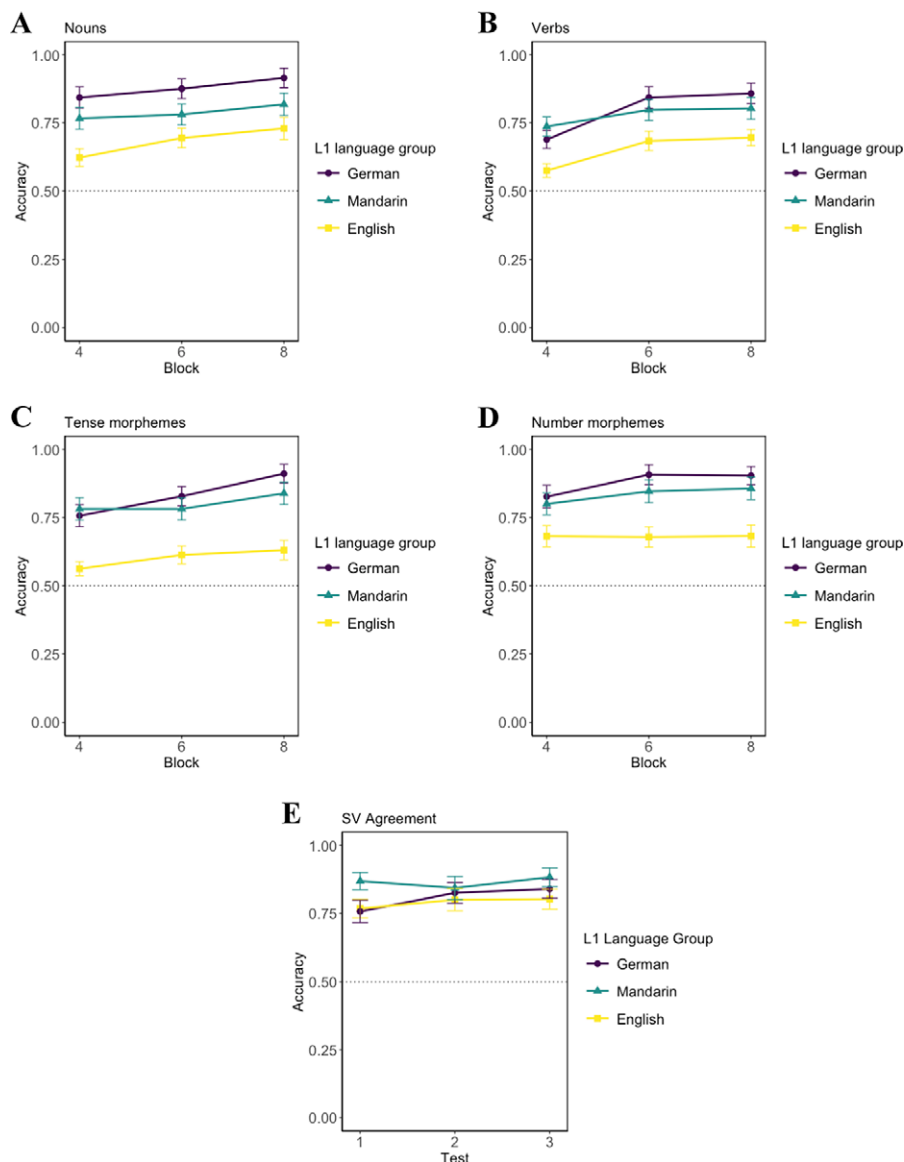 A
Nouns
1.00
0.75
0.50
0.25
0.00
Accuracy
4 6 8
Block
L1 language group
German
Mandarin
English
B
Verbs
1.00
0.75
0.50
0.25
0.00
Accuracy
4 6 8
Block
L1 language group
German
Mandarin
English
C
Tense morphemes
1.00
0.75
0.50
0.25
0.00
Accuracy
4 6 8
Block
L1 language group
German
Mandarin
English
D
Number morphemes
1.00
0.75
0.50
0.25
0.00
Accuracy
4 6 8
Block
L1 language group
German
Mandarin
English
E
SV Agreement
1.00
0.75
0.50
0.25
0.00
Accuracy
1 2 3
Test
L1 Language Group
German
Mandarin
English